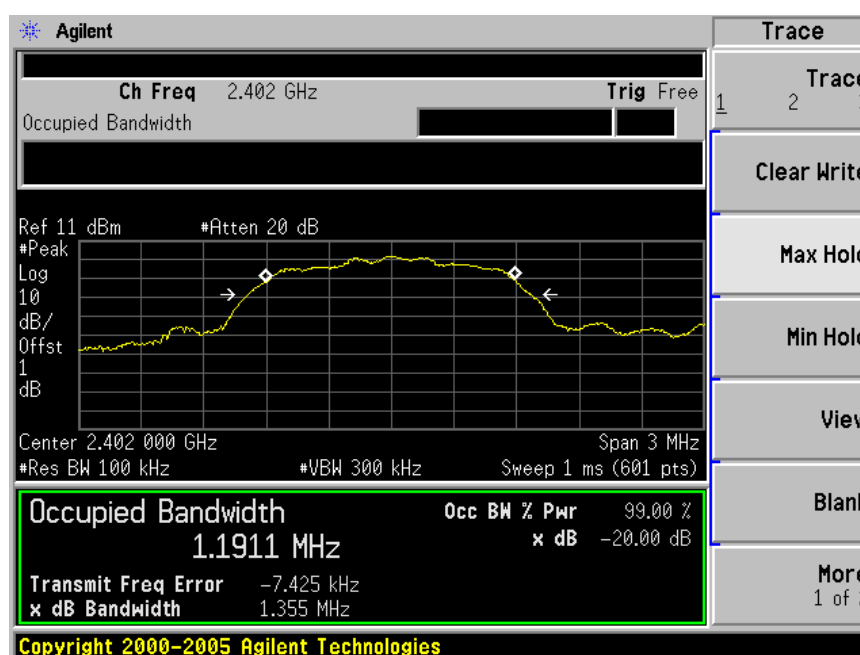 Agilent
Trace
Ch Freq 2.402 GHz
Trig Free
Occupied Bandwidth
Trace
1 2
Clear Write
Max Hold
Min Hold
View
Blank
More
1 of
Ref 11 dBm
#Atten 20 dB
#Peak
Log
10
dB/
Offst
1
dB
Center 2.402 000 GHz
Span 3 MHz
#Res BW 100 kHz
#VBW 300 kHz
Sweep 1 ms (601 pts)
Occupied Bandwidth
1.1911 MHz
Occ BW % Pwr 99.00 %
x dB -20.00 dB
Transmit Freq Error -7.425 kHz
x dB Bandwidth 1.355 MHz
Copyright 2000-2005 Agilent Technologies